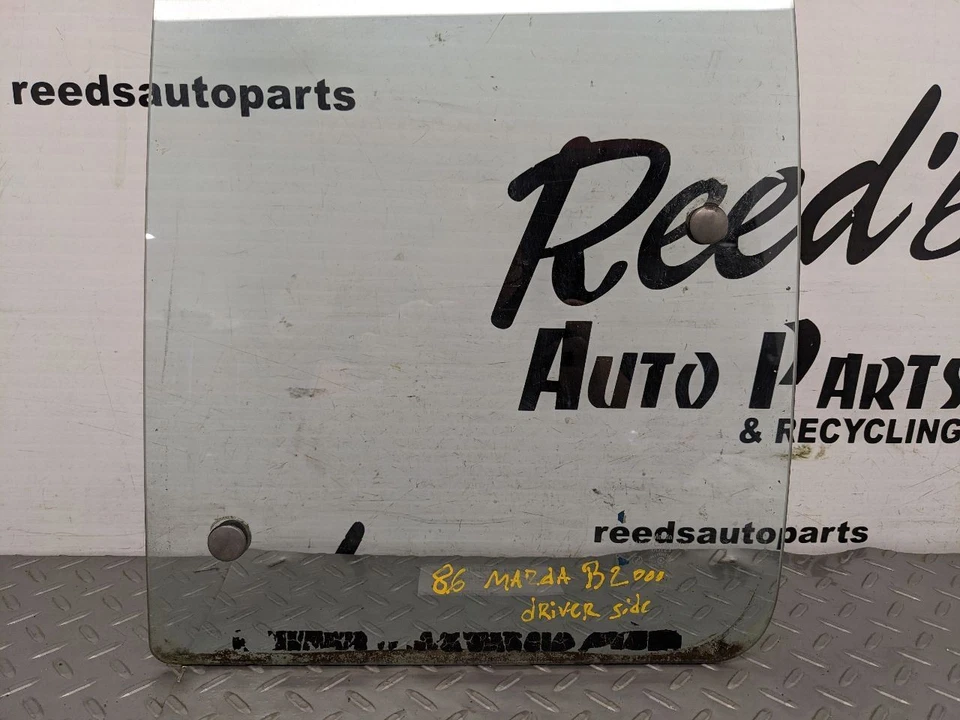 reedsautoparts
Reed's
AUTO PARTS
& RECYCLING
reedsautoparts
86 MAZDA B2000
driver side